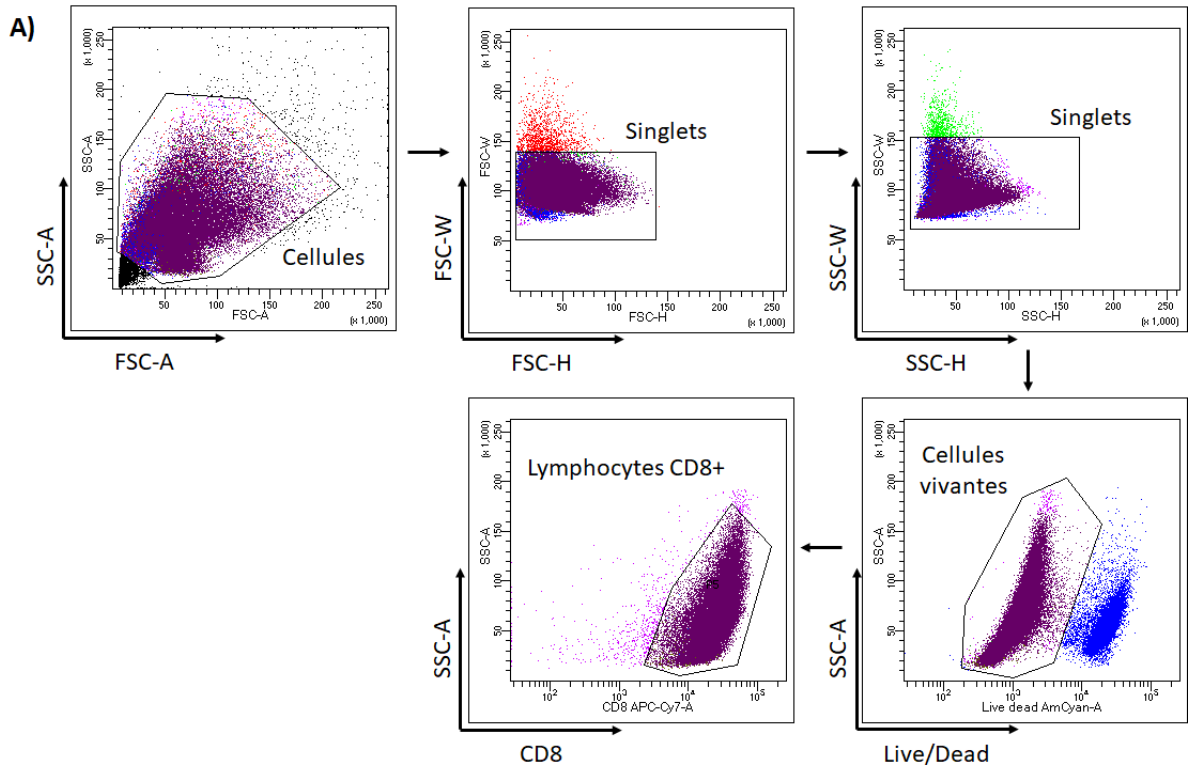 A)
(x 1,000)
250
200
150
100
50
SSC-A
Cellules
50 100 150 200 250
FSC-A
(x 1,000)
SSC-A
FSC-A
(x 1,000)
250
200
150
100
50
FSC-W
Singlets
50 100 150 200 250
FSC-H
(x 1,000)
FSC-W
FSC-H
(x 1,000)
250
200
150
100
50
SSC-W
Singlets
50 100 150 200 250
SSC-H
(x 1,000)
SSC-W
SSC-H
(x 1,000)
250
200
150
100
50
SSC-A
Lymphocytes CD8+
10² 10³ 10⁴ 10⁵
CD8 APC-Cy7-A
SSC-A
CD8
(x 1,000)
250
200
150
100
50
SSC-A
Cellules
vivantes
10² 10³ 10⁴ 10⁵
Live dead AmCyan-A
SSC-A
Live/Dead